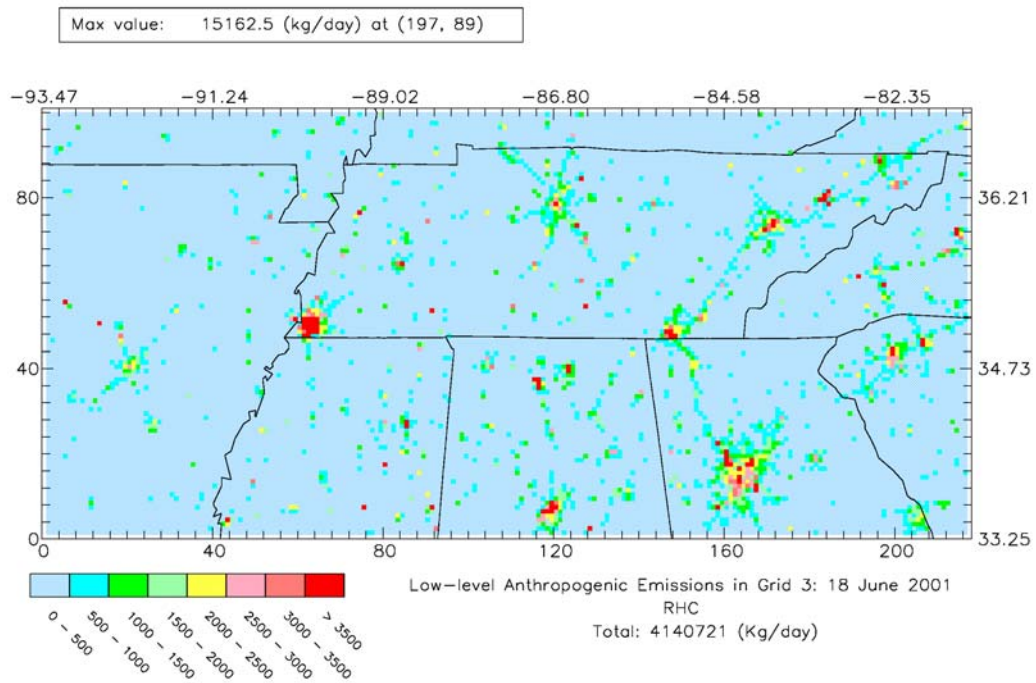 Max value: 15162.5 (kg/day) at (197, 89)
−93.47 −91.24 −89.02 −86.80 −84.58 −82.35
80 36.21
40 34.73
0 33.25
0 40 80 120 160 200
Low−level Anthropogenic Emissions in Grid 3: 18 June 2001
RHC
Total: 4140721 (Kg/day)
0 − 500
500 − 1000
1000 − 1500
1500 − 2000
2000 − 2500
2500 − 3000
3000 − 3500
> 3500